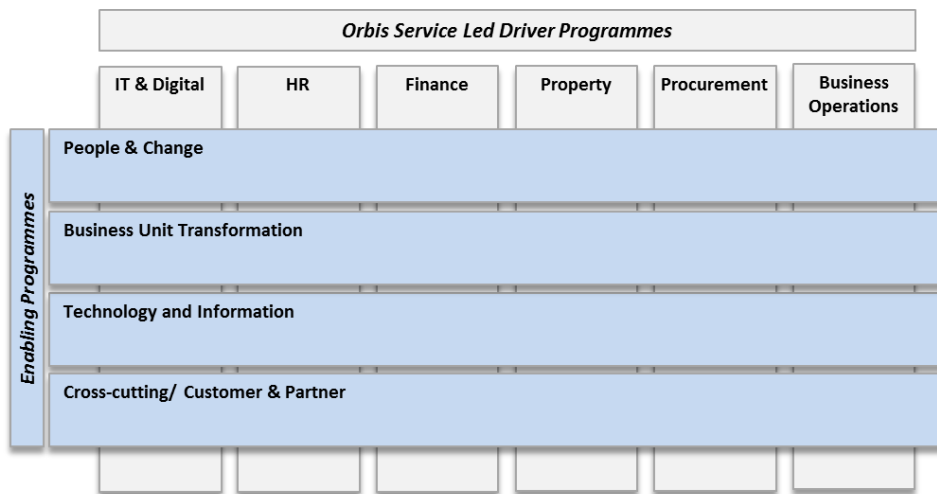 Orbis Service Led Driver Programmes
IT & Digital
HR
Finance
Property
Procurement
Business
Operations
Enabling Programmes
People & Change
Business Unit Transformation
Technology and Information
Cross-cutting/ Customer & Partner